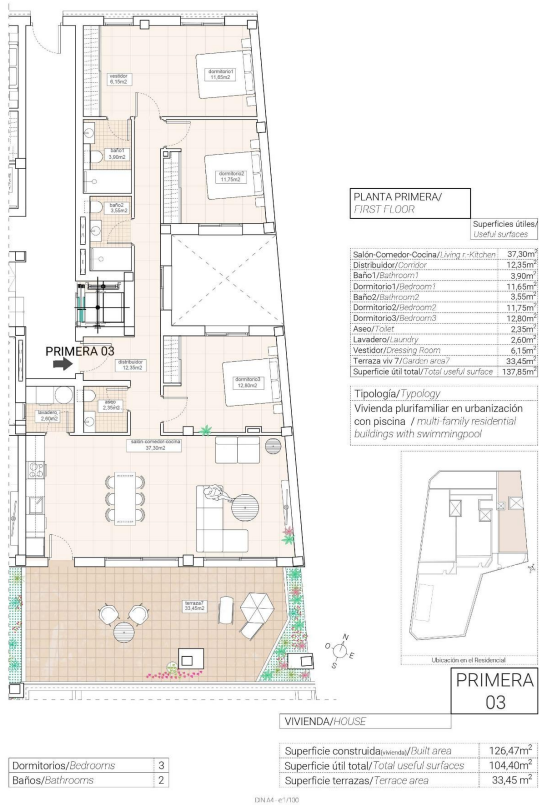 dormitorio1
11,65m2
vestidor
6,15m2
baño1
3,90m2
dormitorio2
11,75m2
baño2
3,55m2
PRIMERA 03
distribuidor
12,35m2
dormitorio3
12,80m2
aseo
2,35m2
lavadero
2,60m2
salón-comedor-cocina
37,30m2
terraza7
33,45m2
N
O
E
S
PLANTA PRIMERA/
FIRST FLOOR
Superficies útiles/
Useful surfaces
Salón-Comedor-Cocina/Living r.-Kitchen 37,30m²
Distribuidor/Corridor 12,35m²
Baño1/Bathroom1 3,90m²
Dormitorio1/Bedroom1 11,65m²
Baño2/Bathroom2 3,55m²
Dormitorio2/Bedroom2 11,75m²
Dormitorio3/Bedroom3 12,80m²
Aseo/Toilet 2,35m²
Lavadero/Laundry 2,60m²
Vestidor/Dressing Room 6,15m²
Terraza viv 7/Garden area7 33,45m²
Superficie útil total/Total useful surface 137,85m²
Tipología/Typology
Vivienda plurifamiliar en urbanización
con piscina / multi-family residential
buildings with swimmingpool
Ubicación en el Residencial
PRIMERA
03
VIVIENDA/HOUSE
Superficie construida(vivienda)/Built area 126,47m²
Superficie útil total/Total useful surfaces 104,40m²
Superficie terrazas/Terrace area 33,45 m²
Dormitorios/Bedrooms 3
Baños/Bathrooms 2
DIN A4 - e1/100